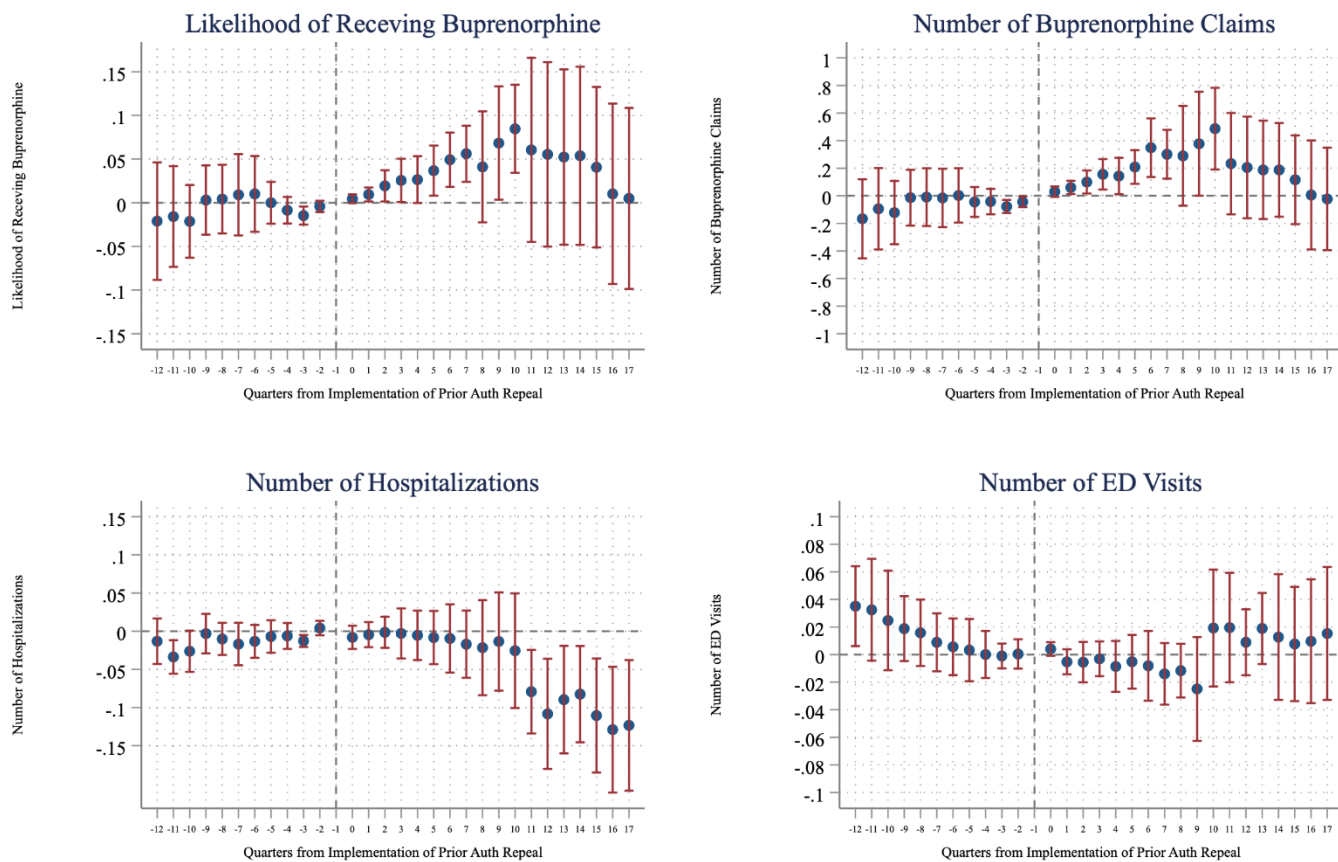 Likelihood of Receving Buprenorphine
Likelihood of Receving Buprenorphine
.15
.1
.05
0
-.05
-.1
-.15
-12 -11 -10 -9 -8 -7 -6 -5 -4 -3 -2 -1 0 1 2 3 4 5 6 7 8 9 10 11 12 13 14 15 16 17
Quarters from Implementation of Prior Auth Repeal
Number of Buprenorphine Claims
Number of Buprenorphine Claims
1
.8
.6
.4
.2
0
-.2
-.4
-.6
-.8
-1
-12 -11 -10 -9 -8 -7 -6 -5 -4 -3 -2 -1 0 1 2 3 4 5 6 7 8 9 10 11 12 13 14 15 16 17
Quarters from Implementation of Prior Auth Repeal
Number of Hospitalizations
Number of Hospitalizations
.15
.1
.05
0
-.05
-.1
-.15
-12 -11 -10 -9 -8 -7 -6 -5 -4 -3 -2 -1 0 1 2 3 4 5 6 7 8 9 10 11 12 13 14 15 16 17
Quarters from Implementation of Prior Auth Repeal
Number of ED Visits
Number of ED Visits
.1
.08
.06
.04
.02
0
-.02
-.04
-.06
-.08
-.1
-12 -11 -10 -9 -8 -7 -6 -5 -4 -3 -2 -1 0 1 2 3 4 5 6 7 8 9 10 11 12 13 14 15 16 17
Quarters from Implementation of Prior Auth Repeal